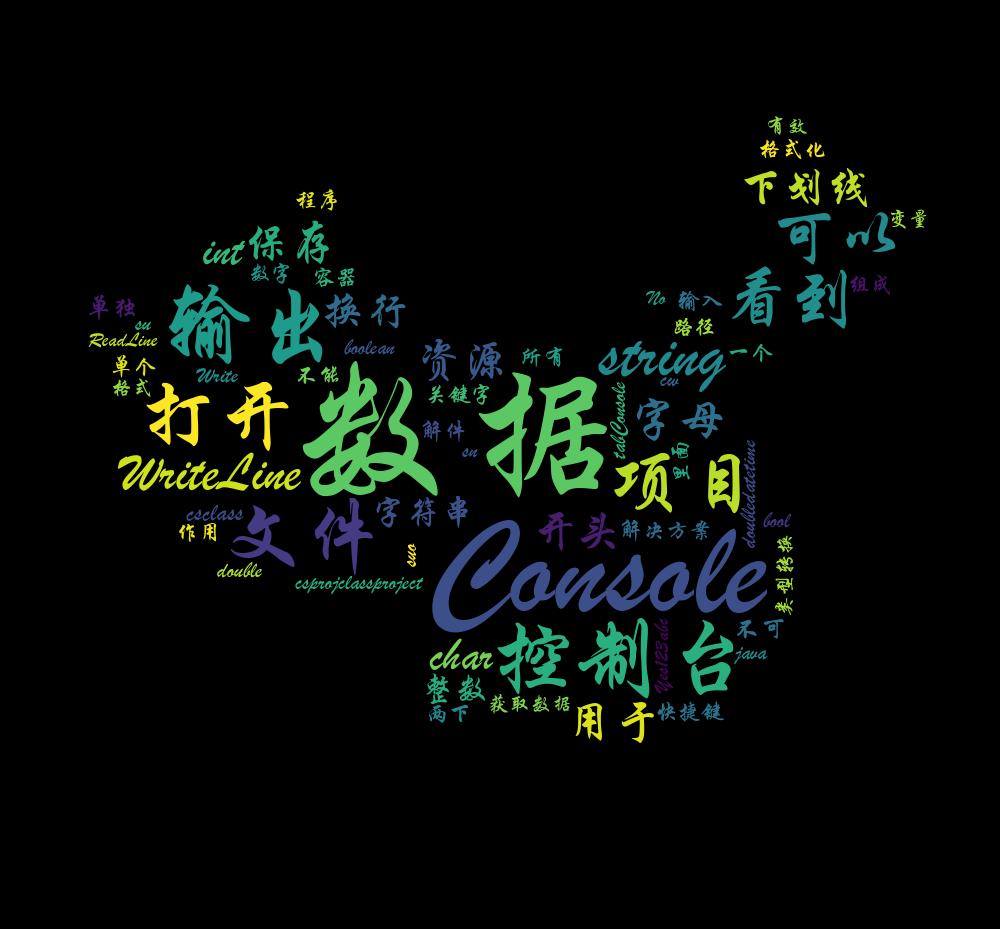 有效
格式化
下划线
可以
变量
程序
int
保存
数字
容器
看到
组成
No
输入
单独
su
ReadLine
输出
换行
路径
boolean
资源
所有
string
一个
cw
单个
格式
Write
不能
关键字
打开
数据
tabConsole
字母
解件
sn
里面
WriteLine
项目
doubledatetime
csclass
作用
文件
字符串
suo
开头
解决方案
bool
类型转换
double
csprojclassproject
Console
char
控制台
Yes123abc
不可
java
整数
两下
获取数据
用于
快捷键